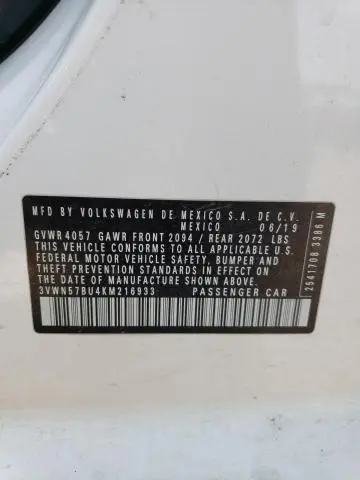 MFD BY VOLKSWAGEN DE MEXICO S.A. DE C.V.
MEXICO 06/19
GVWR 4057 GAWR FRONT 2094 / REAR 2072 LBS
THIS VEHICLE CONFORMS TO ALL APPLICABLE U.S.
FEDERAL MOTOR VEHICLE SAFETY, BUMPER AND
THEFT PREVENTION STANDARDS IN EFFECT
ON DATE OF MANUFACTURE SHOWN ABOVE.
3VWN57BU4KM216933 PASSENGER CAR
2541708 3386 M